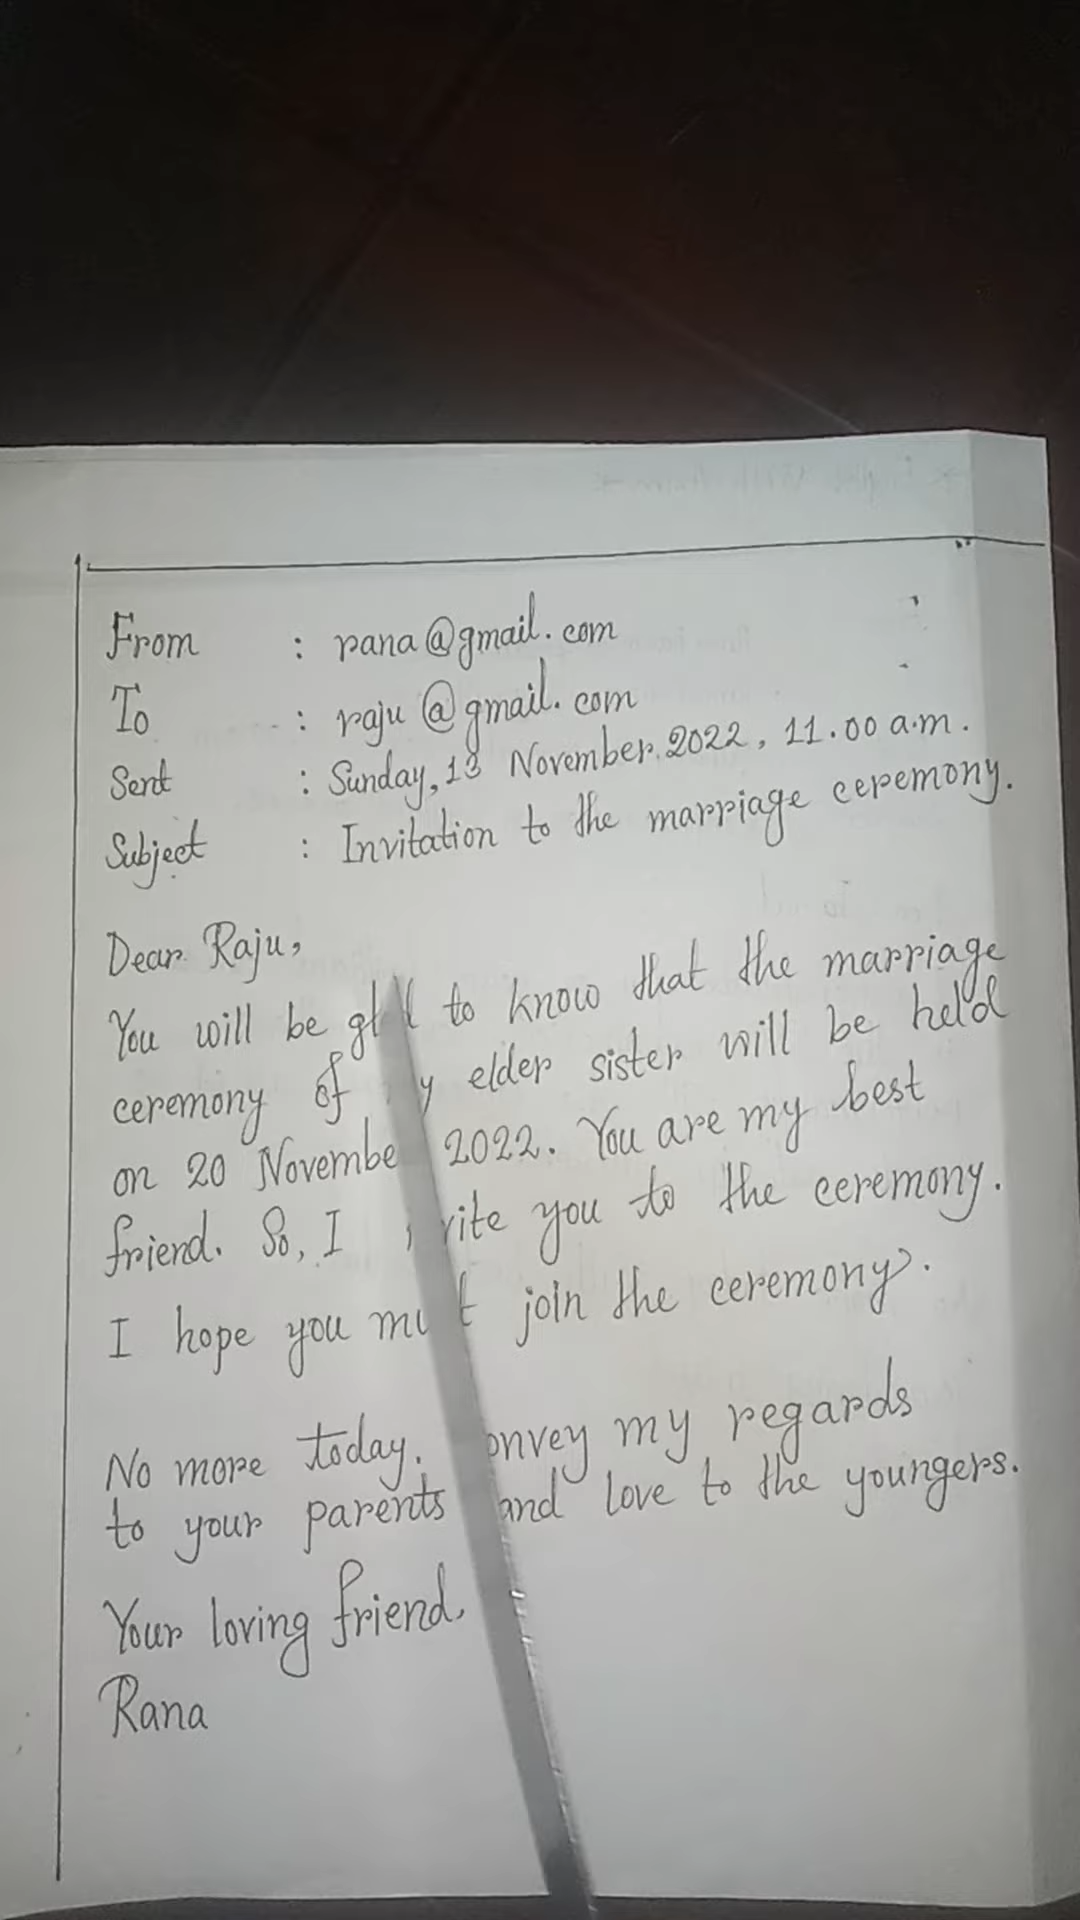 From : rana@gmail.com
To : raju@gmail.com
Sent : Sunday, 13 November.2022, 11.00 a.m.
Subject : Invitation to the marriage ceremony.
Dear Raju,
You will be to know that the marriage
ceremony of elder sister will be held
on 20 2022. You are my best
friend. So, I you to the ceremony.
I hope you join the ceremony.
No more today. my regards
to your parents and love to the youngers.
Your loving friend,
Rana